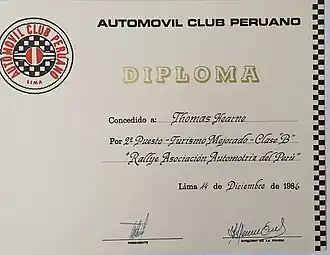 AUTOMOVIL CLUB PERUANO
AUTOMOVIL CLUB PERUANO
LIMA
DIPLOMA
Concedido a: Thomas Hearne
Por 2º Puesto - Turismo Mejorado - Clase "B"
"Rallye Asociación Automotriz del Perú"
Lima 14 de Diciembre de 1986
PRESIDENTE
DIRECTOR DE LA PRUEBA